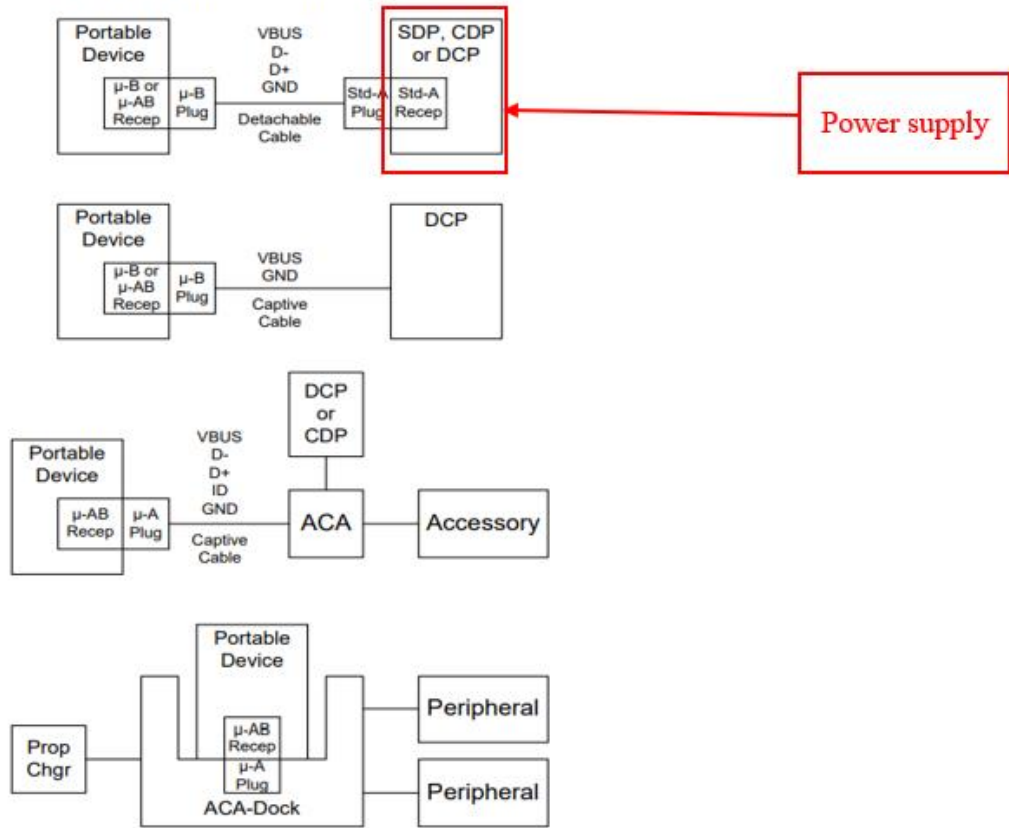 Portable
Device
μ-B or
μ-AB
Recep
μ-B
Plug
VBUS
D-
D+
GND
Detachable
Cable
Std-A
Plug
Std-A
Recep
SDP, CDP
or DCP
Power supply
Portable
Device
μ-B or
μ-AB
Recep
μ-B
Plug
VBUS
GND
Captive
Cable
DCP
Portable
Device
μ-AB
Recep
μ-A
Plug
VBUS
D-
D+
ID
GND
Captive
Cable
DCP
or
CDP
ACA
Accessory
Prop
Chgr
Portable
Device
μ-AB
Recep
μ-A
Plug
ACA-Dock
Peripheral
Peripheral